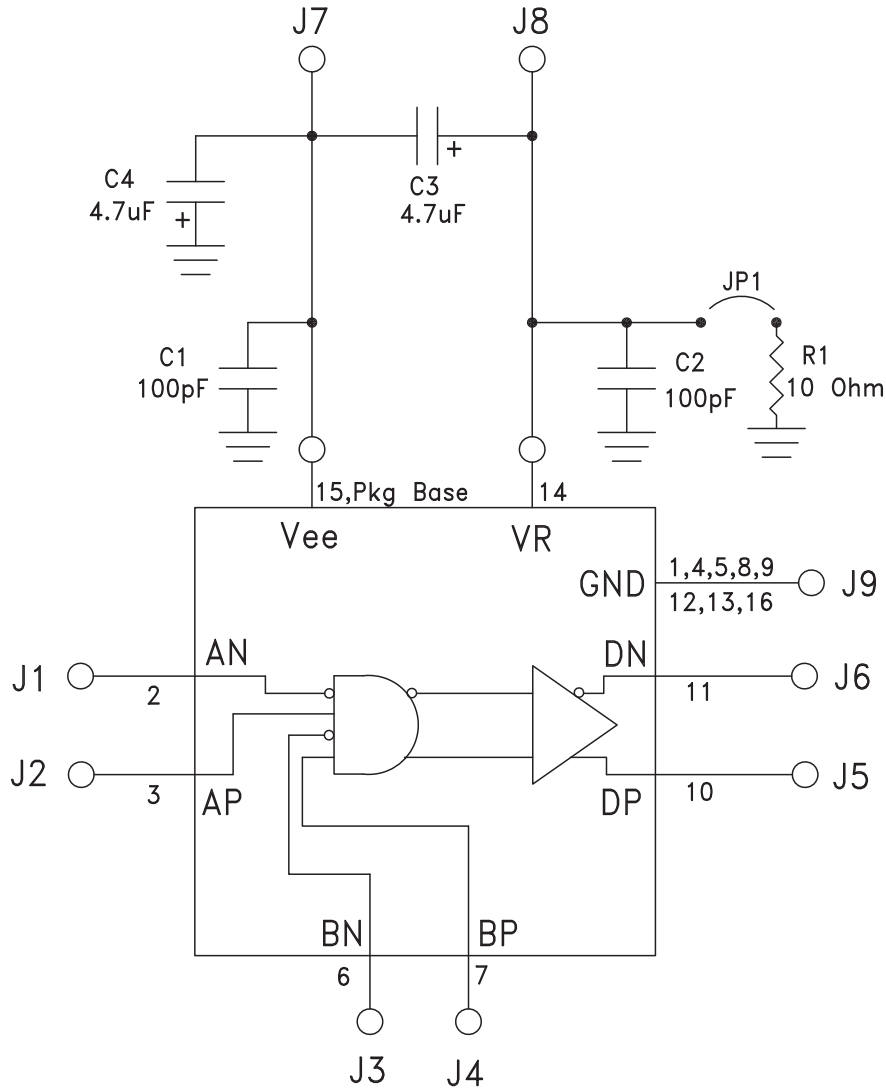 J7
J8
+
C4
4.7uF
+
C3
4.7uF
JP1
C1
100pF
C2
100pF
R1
10 Ohm
15,Pkg Base
14
Vee
VR
GND
1,4,5,8,9
12,13,16
J9
J1
2
AN
DN
11
J6
J2
3
AP
DP
10
J5
BN
BP
6
7
J3
J4